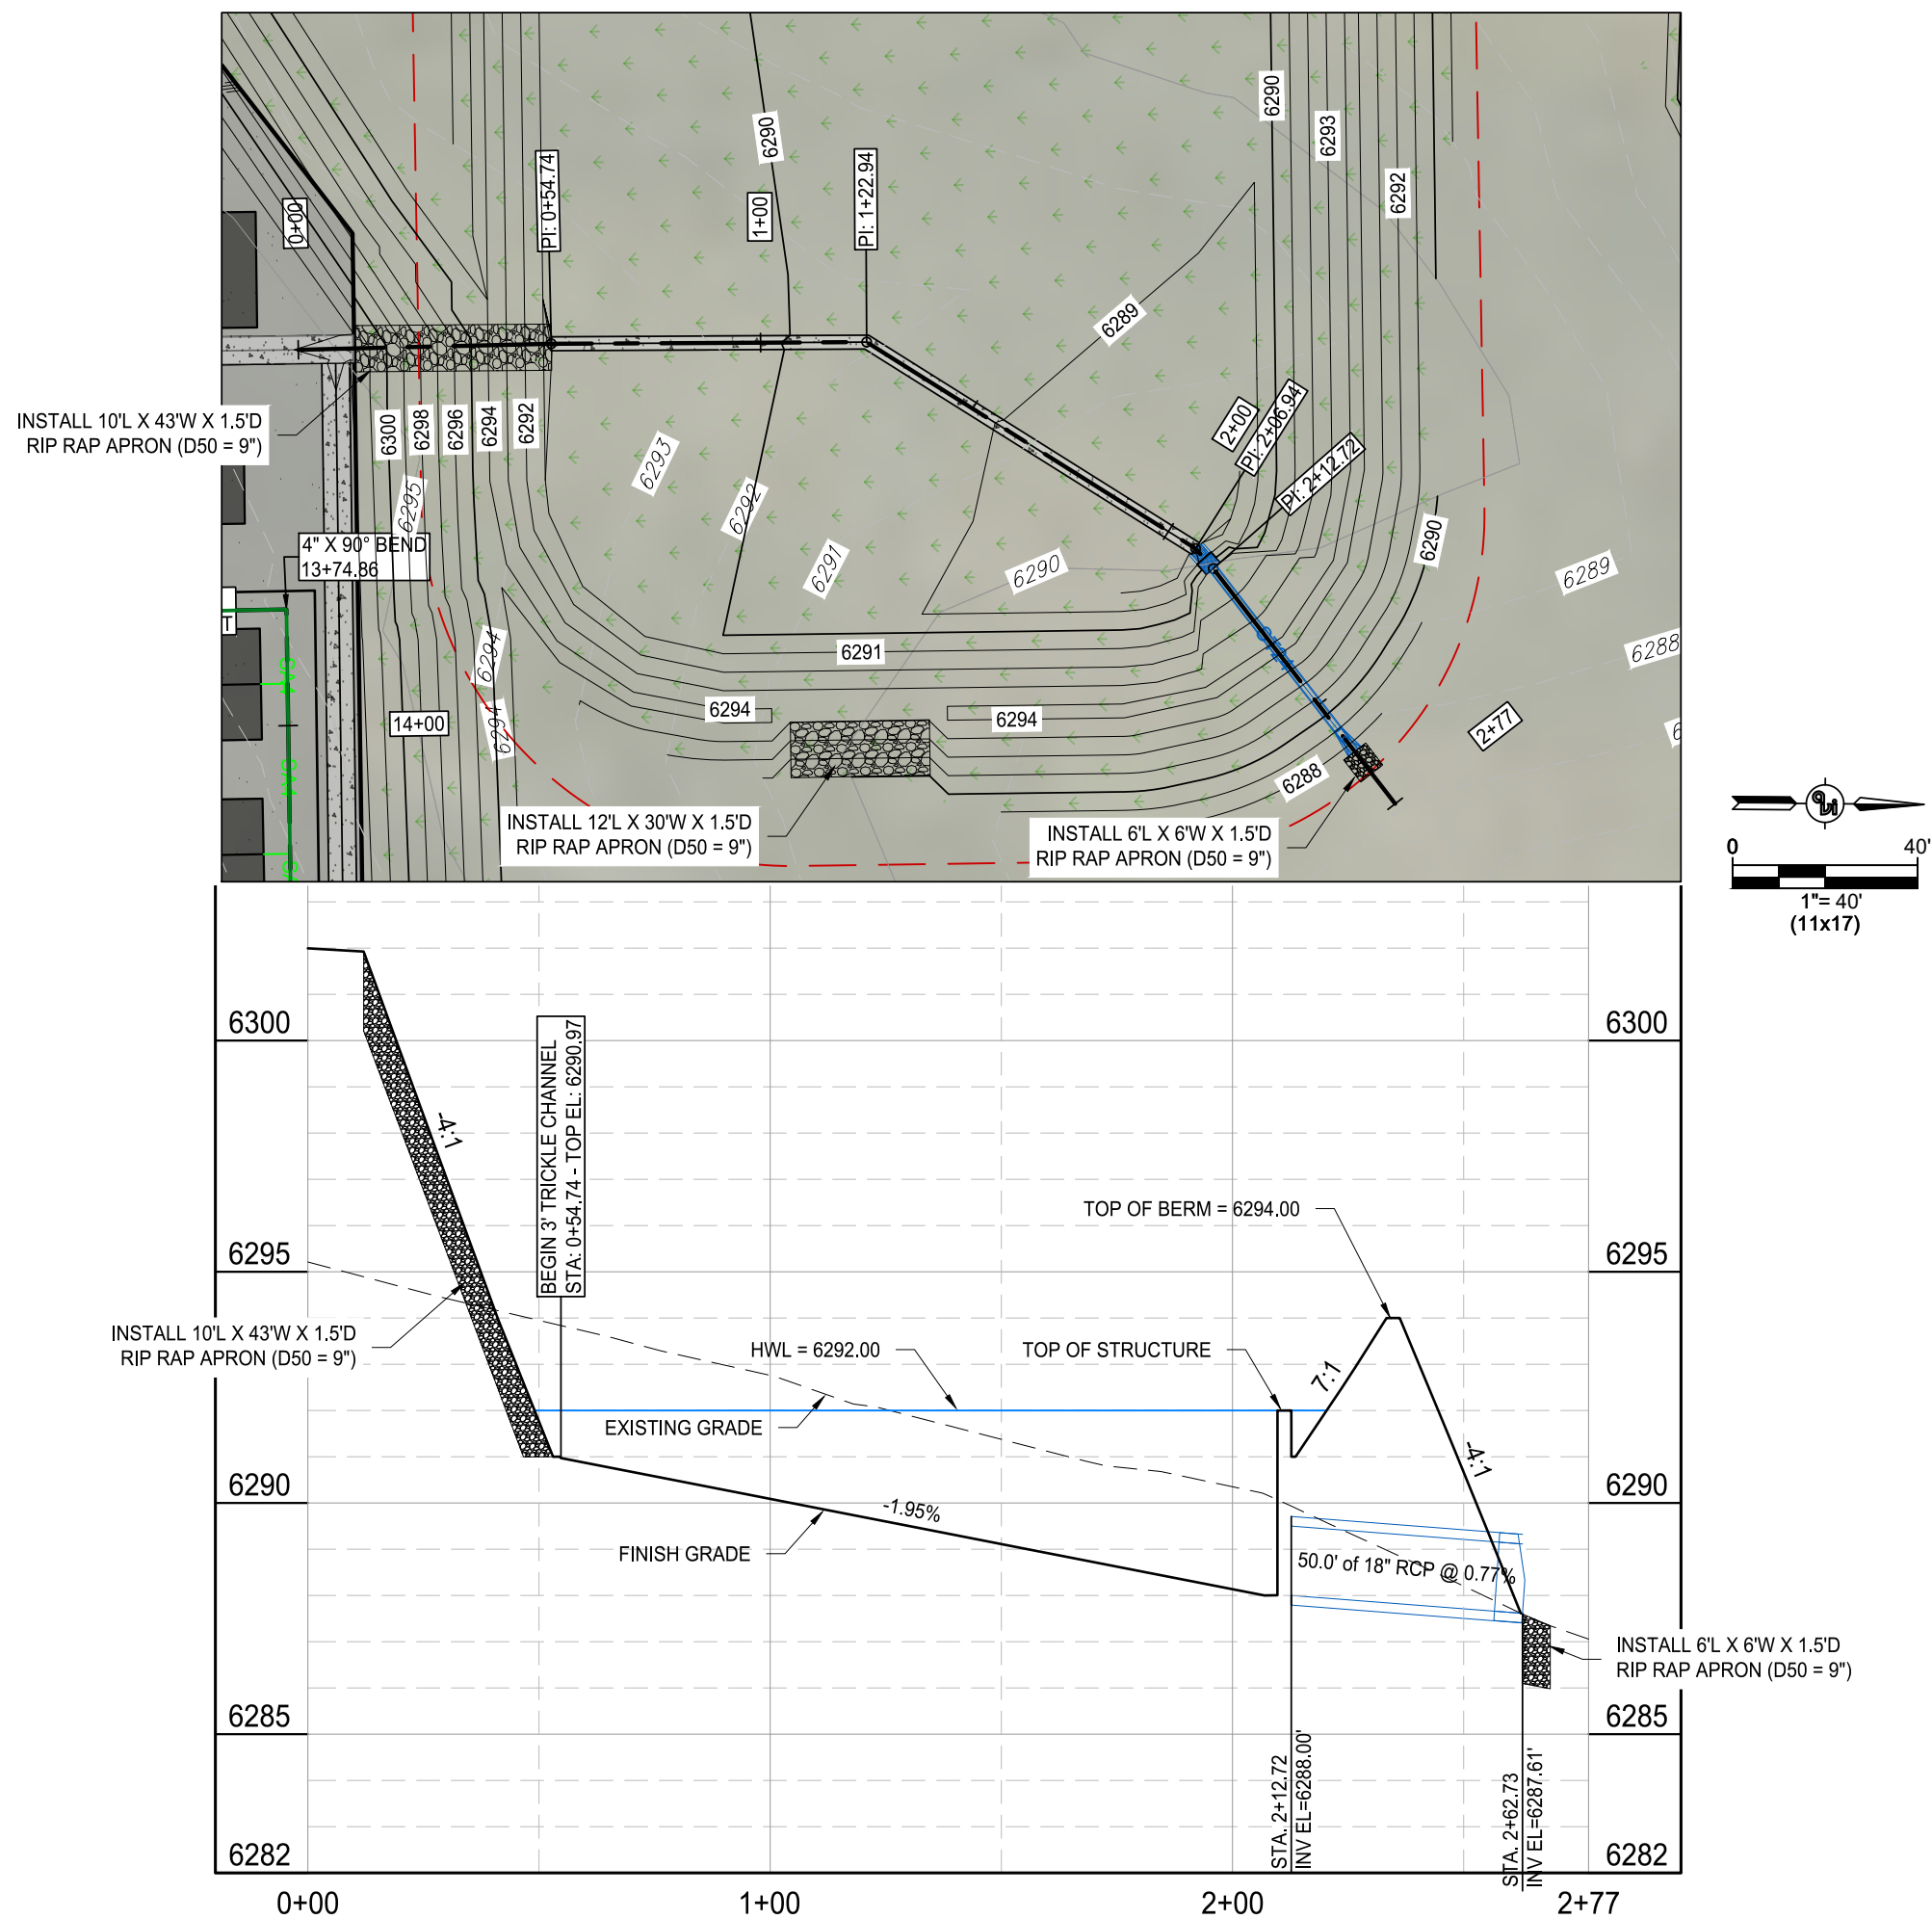 6290
6290
6293
6292
0+00
PI: 0+54.74
1+00
PI: 1+22.94
6289
INSTALL 10'L X 43'W X 1.5'D
RIP RAP APRON (D50 = 9")
6300
6298
6296
6294
6292
6295
6293
6292
6291
6290
2+00
PI: 2+06.94
PI: 2+12.72
6290
6289
6288
4" X 90° BEND
13+74.86
T
6294
6294
14+00
6291
6294
6294
6288
2+77
INSTALL 12'L X 30'W X 1.5'D
RIP RAP APRON (D50 = 9")
INSTALL 6'L X 6'W X 1.5'D
RIP RAP APRON (D50 = 9")
0 40'
1"= 40'
(11x17)
6300
6295
6290
6285
6282
6300
6295
6290
6285
6282
-4:1
BEGIN 3' TRICKLE CHANNEL
STA: 0+54.74 - TOP EL: 6290.97
INSTALL 10'L X 43'W X 1.5'D
RIP RAP APRON (D50 = 9")
HWL = 6292.00
EXISTING GRADE
FINISH GRADE
-1.95%
TOP OF BERM = 6294.00
TOP OF STRUCTURE
7:1
-4:1
50.0' of 18" RCP @ 0.77%
INSTALL 6'L X 6'W X 1.5'D
RIP RAP APRON (D50 = 9")
STA. 2+12.72
INV EL=6288.00'
STA. 2+62.73
INV EL=6287.61'
0+00
1+00
2+00
2+77